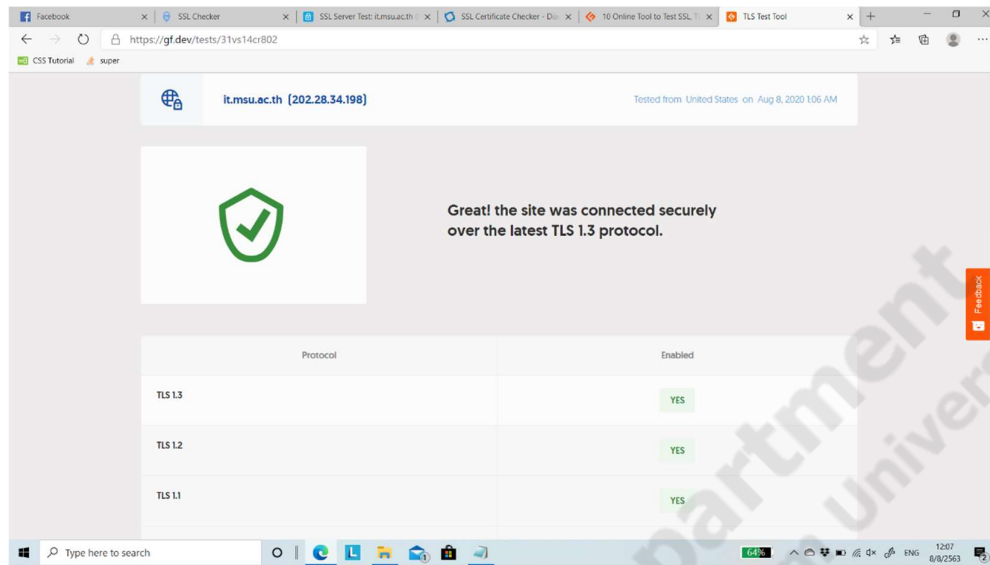 Facebook
SSL Checker
SSL Server Test: it.msu.ac.th
SSL Certificate Checker
10 Online Tool to Test SSL,
TLS Test Tool
https://gf.dev/tests/31vs14cr802
CSS Tutorial
super
it.msu.ac.th (202.28.34.198)
Tested from United States on Aug 8, 2020 1:06 AM
Great! the site was connected securely
over the latest TLS 1.3 protocol.
Feedback
Protocol
Enabled
TLS 1.3
YES
TLS 1.2
YES
TLS 1.1
YES
partment
Univers
Type here to search
L
64%
ENG
12:07
8/8/2563
2